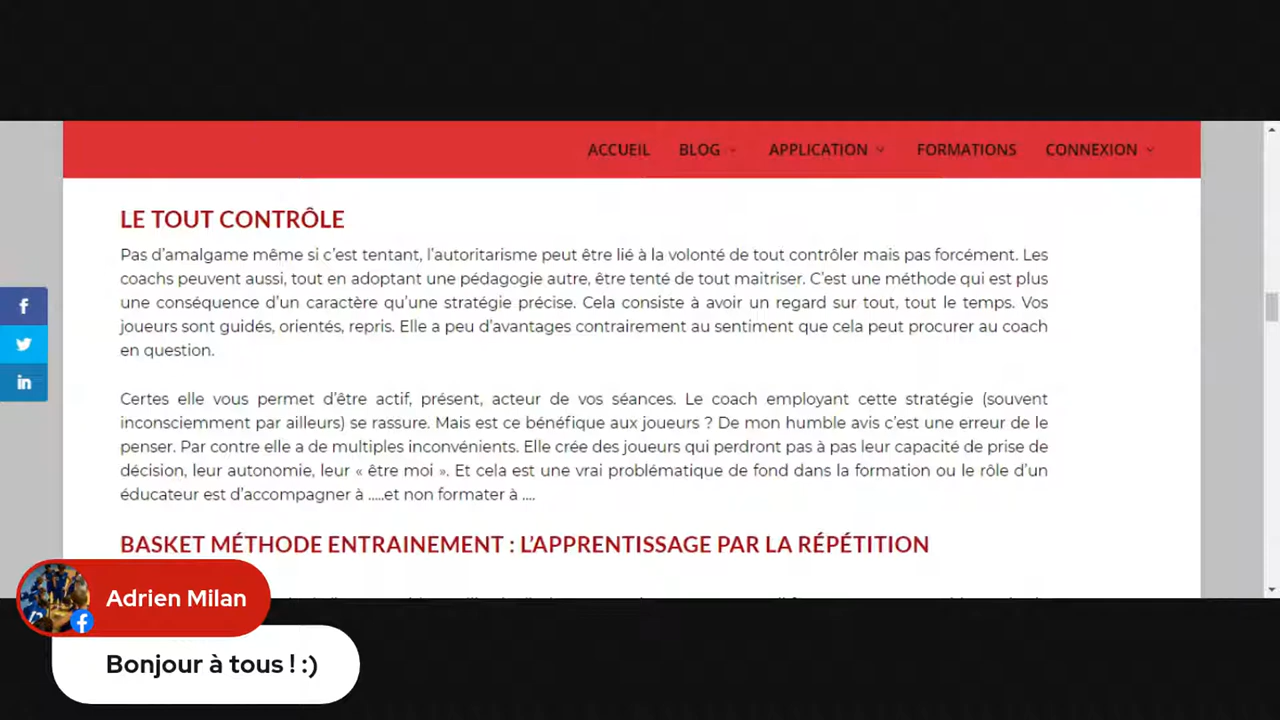 ACCUEIL BLOG APPLICATION FORMATIONS CONNEXION
LE TOUT CONTRÔLE
Pas d'amalgame même si c'est tentant, l'autoritarisme peut être lié à la volonté de tout contrôler mais pas forcément. Les
coachs peuvent aussi, tout en adoptant une pédagogie autre, être tenté de tout maitriser. C'est une méthode qui est plus
une conséquence d'un caractère qu'une stratégie précise. Cela consiste à avoir un regard sur tout, tout le temps. Vos
joueurs sont guidés, orientés, repris. Elle a peu d'avantages contrairement au sentiment que cela peut procurer au coach
en question.
Certes elle vous permet d'être actif, présent, acteur de vos séances. Le coach employant cette stratégie (souvent
inconsciemment par ailleurs) se rassure. Mais est ce bénéfique aux joueurs ? De mon humble avis c'est une erreur de le
penser. Par contre elle a de multiples inconvénients. Elle crée des joueurs qui perdront pas à pas leur capacité de prise de
décision, leur autonomie, leur « être moi ». Et cela est une vrai problématique de fond dans la formation ou le rôle d'un
éducateur est d'accompagner à .....et non formater à ....
BASKET MÉTHODE ENTRAINEMENT : L'APPRENTISSAGE PAR LA RÉPÉTITION
Adrien Milan
Bonjour à tous ! :)